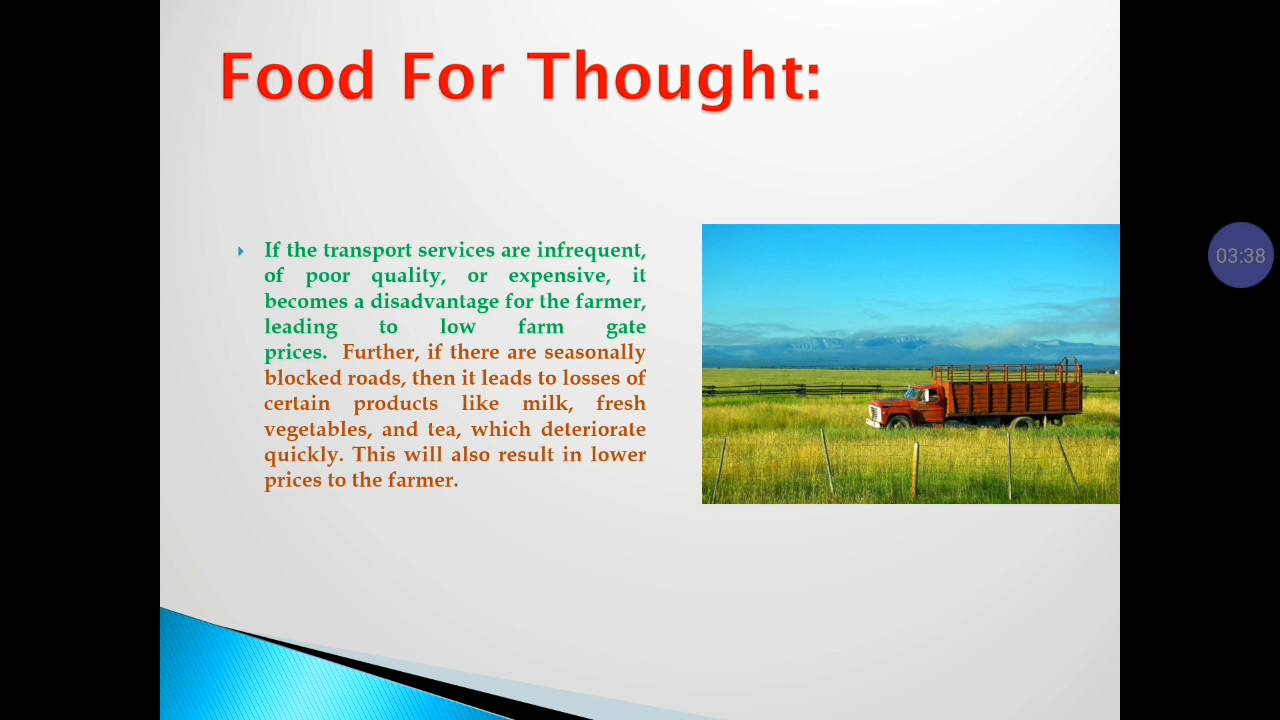 Food For Thought:
If the transport services are infrequent,
of poor quality, or expensive, it
becomes a disadvantage for the farmer,
leading to low farm gate
prices. Further, if there are seasonally
blocked roads, then it leads to losses of
certain products like milk, fresh
vegetables, and tea, which deteriorate
quickly. This will also result in lower
prices to the farmer.
03:38